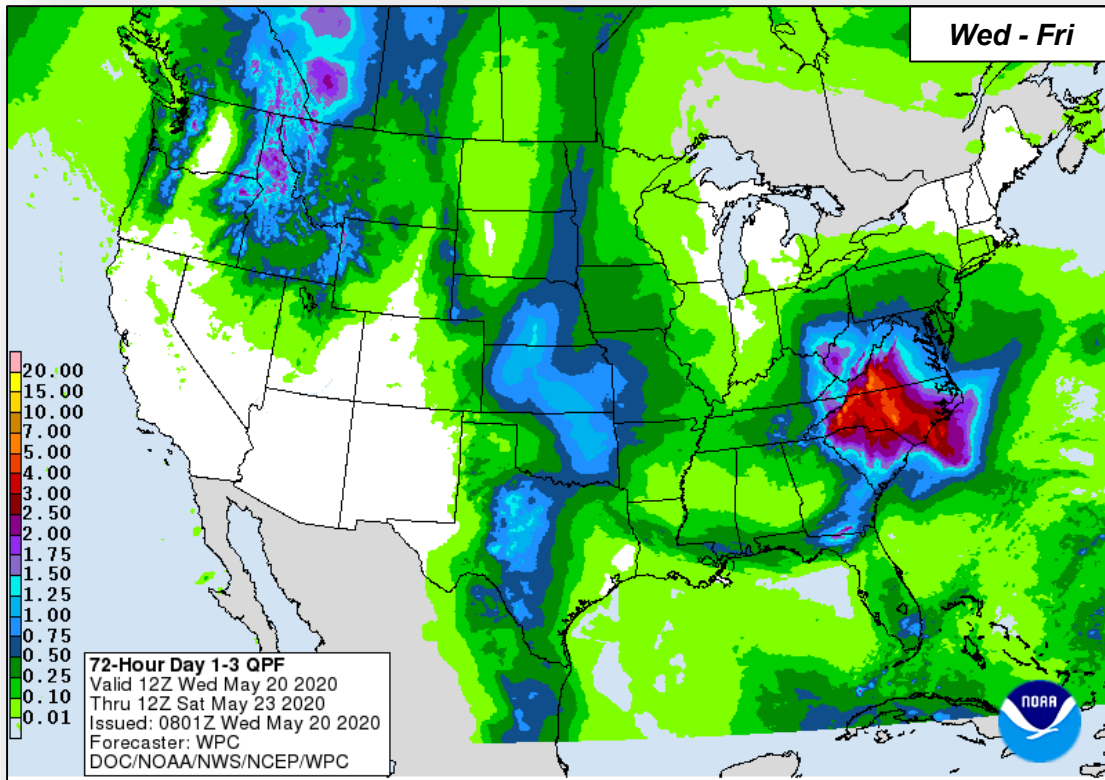 Wed - Fri
20.00
15.00
10.00
7.00
5.00
4.00
3.00
2.50
2.00
1.75
1.50
1.25
1.00
0.75
0.50
0.25
0.10
0.01
72-Hour Day 1-3 QPF
Valid 12Z Wed May 20 2020
Thru 12Z Sat May 23 2020
Issued: 0801Z Wed May 20 2020
Forecaster: WPC
DOC/NOAA/NWS/NCEP/WPC
NOAA